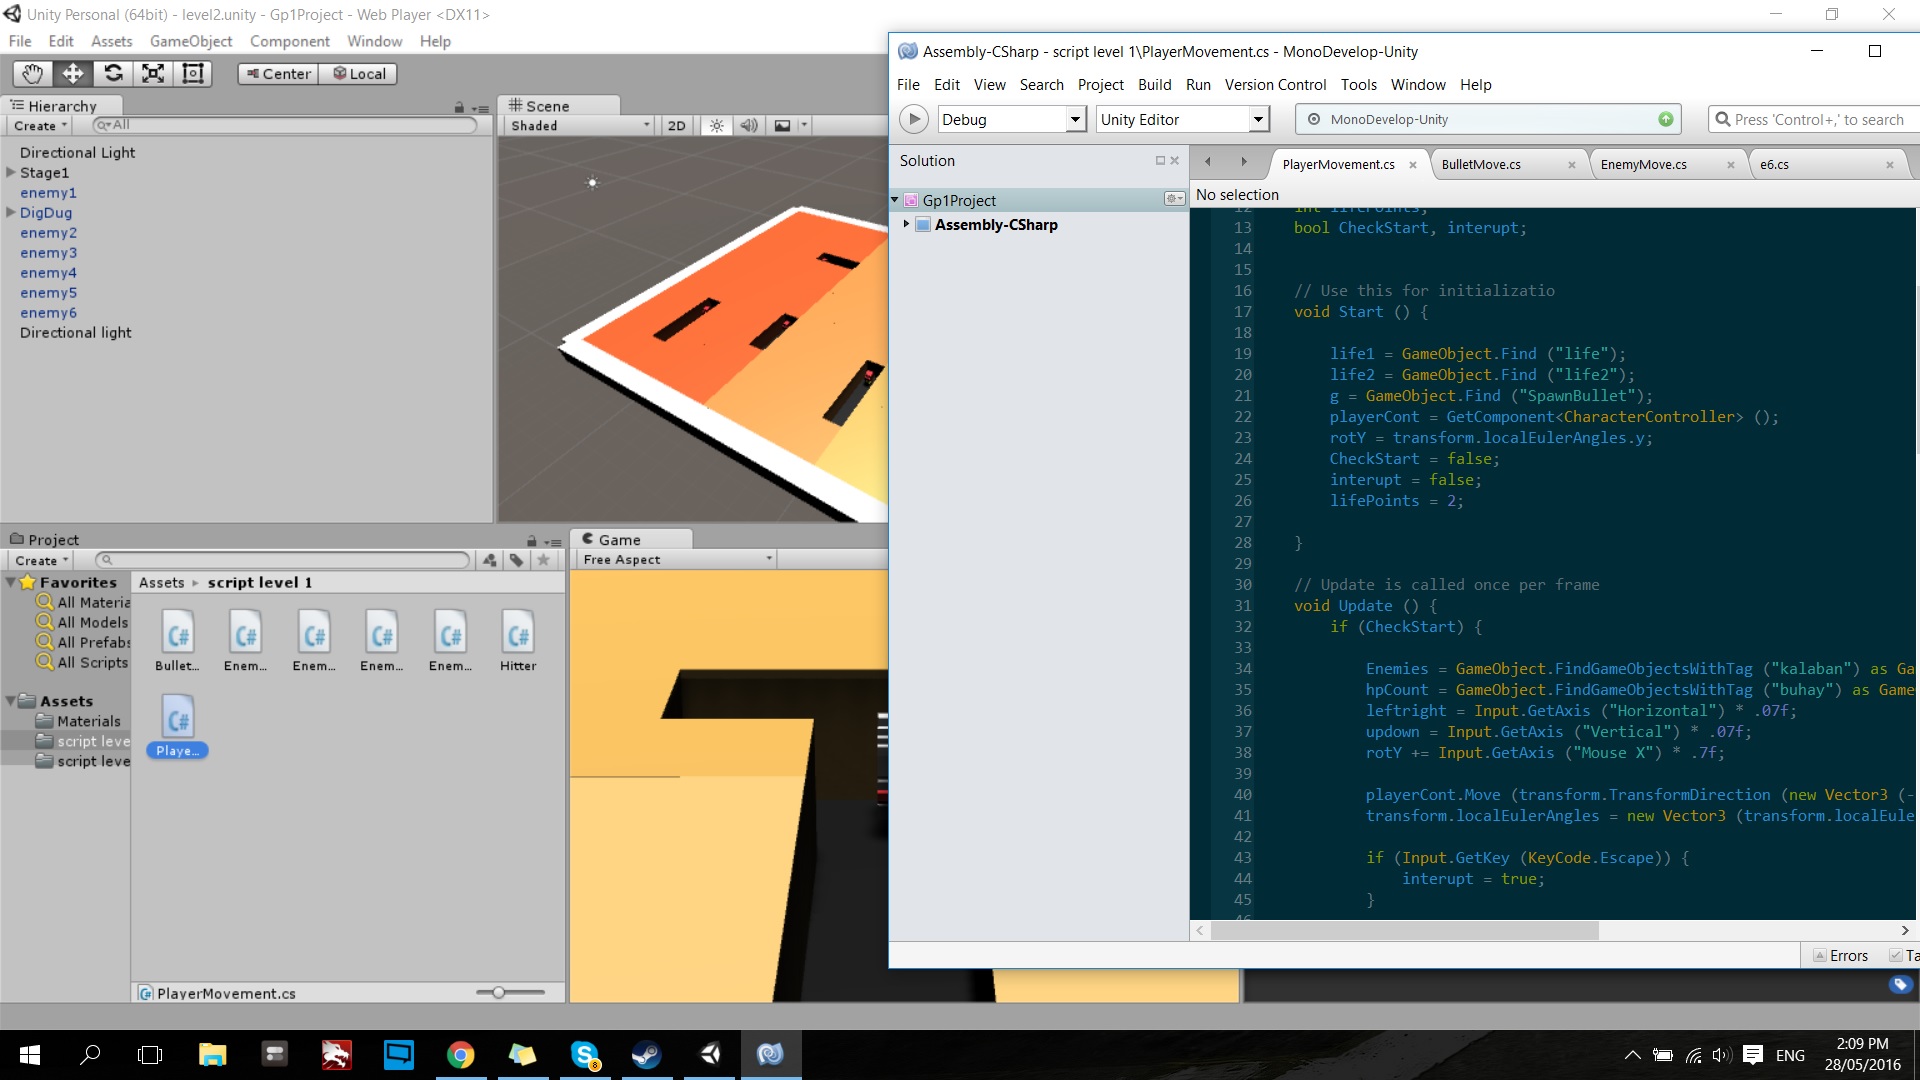 Unity Personal (64bit) - level2.unity - Gp1Project - Web Player <DX11>
File Edit Assets GameObject Component Window Help
Center Local
Hierarchy
Create All
Directional Light
Stage1
enemy1
DigDug
enemy2
enemy3
enemy4
enemy5
enemy6
Directional light
Scene
Shaded 2D
Project
Create
Favorites
All Materia
All Models
All Prefabs
All Scripts
Assets
Materials
script leve
script leve
Assets script level 1
Bullet... Enem... Enem... Enem... Enem... Hitter
Playe...
PlayerMovement.cs
Game
Free Aspect
Assembly-CSharp - script level 1\PlayerMovement.cs - MonoDevelop-Unity
File Edit View Search Project Build Run Version Control Tools Window Help
Debug Unity Editor MonoDevelop-Unity Press 'Control+,' to search
Solution
Gp1Project
Assembly-CSharp
PlayerMovement.cs BulletMove.cs EnemyMove.cs e6.cs
No selection
12 int lifePoints;
13 bool CheckStart, interupt;
14
15
16 // Use this for initializatio
17 void Start () {
18
19 life1 = GameObject.Find ("life");
20 life2 = GameObject.Find ("life2");
21 g = GameObject.Find ("SpawnBullet");
22 playerCont = GetComponent<CharacterController> ();
23 rotY = transform.localEulerAngles.y;
24 CheckStart = false;
25 interupt = false;
26 lifePoints = 2;
27
28 }
29
30 // Update is called once per frame
31 void Update () {
32 if (CheckStart) {
33
34 Enemies = GameObject.FindGameObjectsWithTag ("kalaban") as Ga
35 hpCount = GameObject.FindGameObjectsWithTag ("buhay") as Game
36 leftright = Input.GetAxis ("Horizontal") * .07f;
37 updown = Input.GetAxis ("Vertical") * .07f;
38 rotY += Input.GetAxis ("Mouse X") * .7f;
39
40 playerCont.Move (transform.TransformDirection (new Vector3 (-
41 transform.localEulerAngles = new Vector3 (transform.localEule
42
43 if (Input.GetKey (KeyCode.Escape)) {
44 interupt = true;
45 }
46
Errors Ta
8
ENG
2:09 PM
28/05/2016